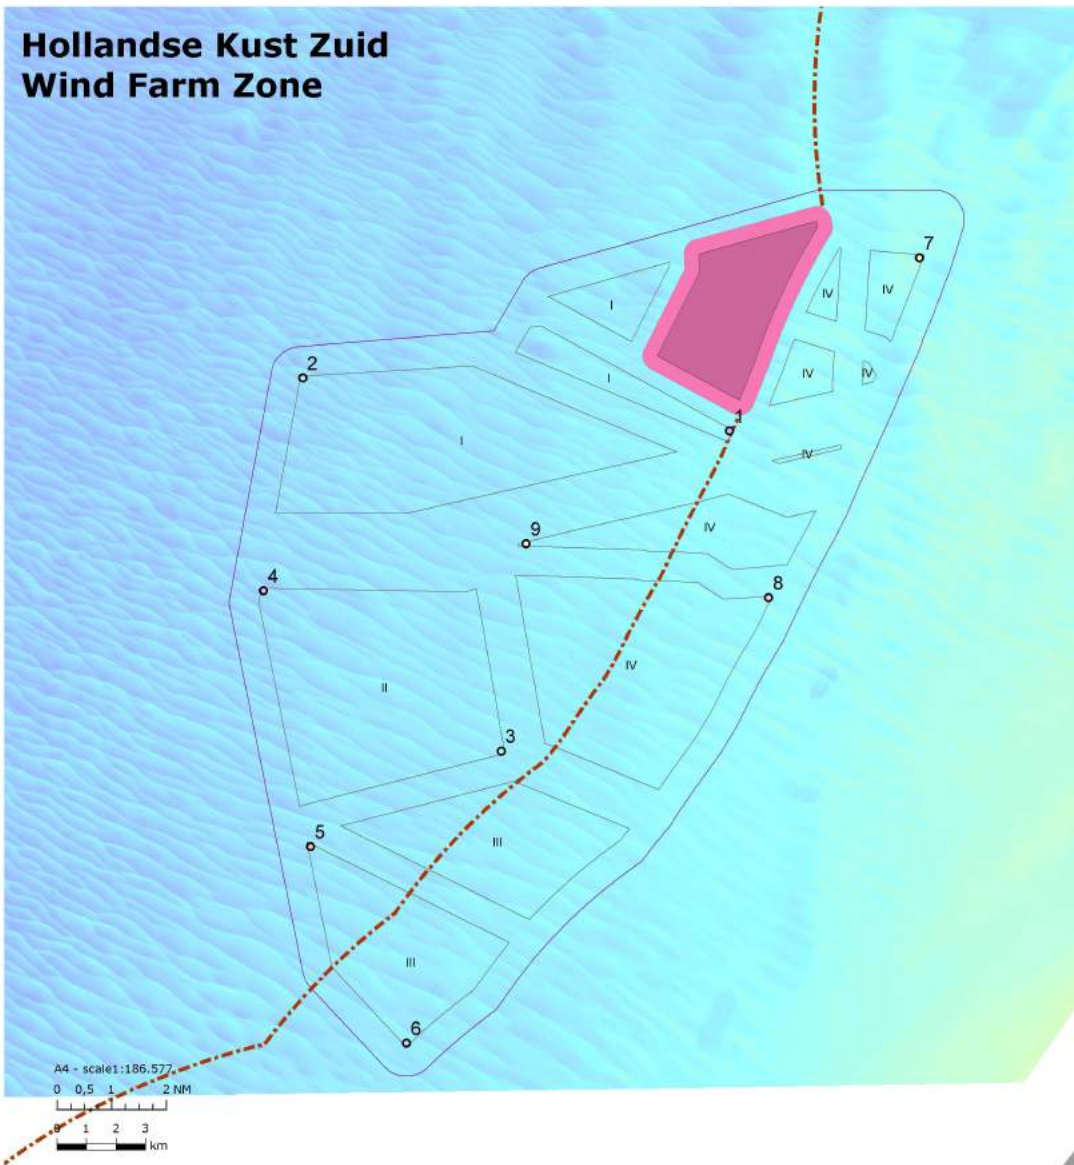 Hollandse Kust Zuid
Wind Farm Zone
7
IV
IV
I
2
I
IV
IV
1
I
IV
9
IV
4
8
IV
II
3
5
III
III
6
A4 - scale1:186.577
0 0,5 1 2 NM
0 1 2 3
km